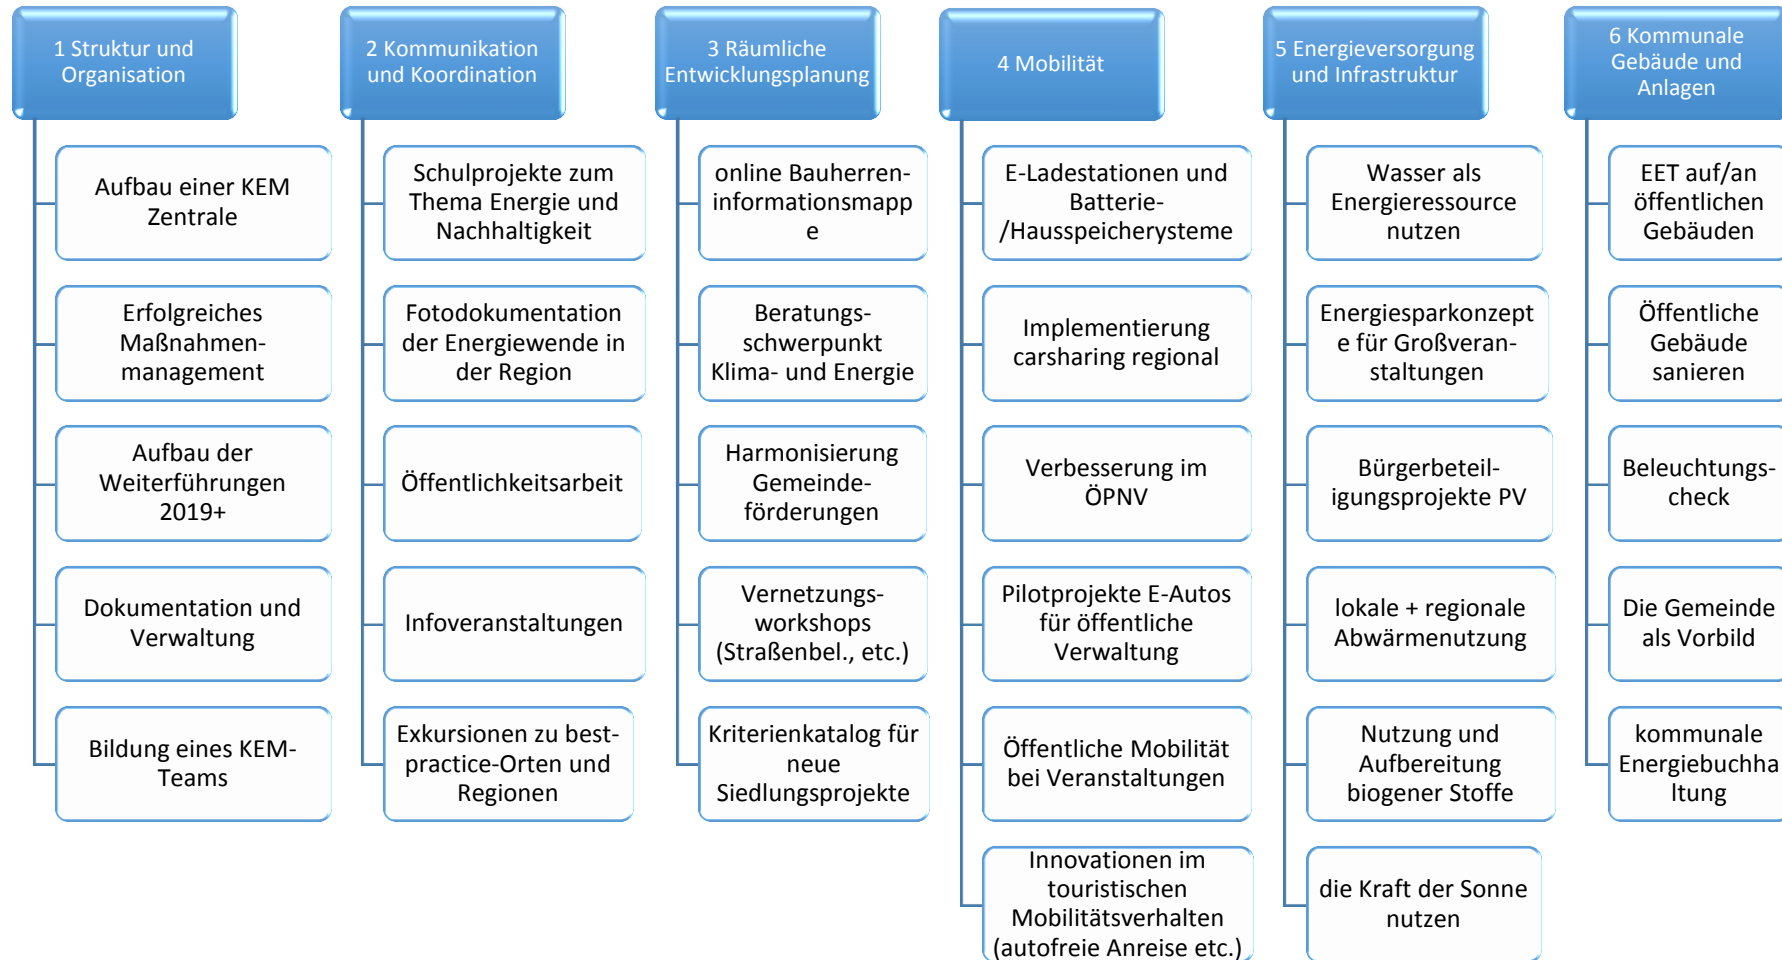 1 Struktur und
Organisation
Aufbau einer KEM
Zentrale
Erfolgreiches
Maßnahmen-
management
Aufbau der
Weiterführungen
2019+
Dokumentation und
Verwaltung
Bildung eines KEM-
Teams
2 Kommunikation
und Koordination
Schulprojekte zum
Thema Energie und
Nachhaltigkeit
Fotodokumentation
der Energiewende in
der Region
Öffentlichkeitsarbeit
Infoveranstaltungen
Exkursionen zu best-
practice-Orten und
Regionen
3 Räumliche
Entwicklungsplanung
online Bauherren-
informationsmapp
e
Beratungs-
schwerpunkt
Klima- und Energie
Harmonisierung
Gemeinde-
förderungen
Vernetzungs-
workshops
(Straßenbel., etc.)
Kriterienkatalog für
neue
Siedlungsprojekte
4 Mobilität
E-Ladestationen und
Batterie-
/Hausspeicherysteme
Implementierung
carsharing regional
Verbesserung im
ÖPNV
Pilotprojekte E-Autos
für öffentliche
Verwaltung
Öffentliche Mobilität
bei Veranstaltungen
Innovationen im
touristischen
Mobilitätsverhalten
(autofreie Anreise etc.)
5 Energieversorgung
und Infrastruktur
Wasser als
Energieressource
nutzen
Energiesparkonzept
e für Großveran-
staltungen
Bürgerbeteil-
igungsprojekte PV
lokale + regionale
Abwärmenutzung
Nutzung und
Aufbereitung
biogener Stoffe
die Kraft der Sonne
nutzen
6 Kommunale
Gebäude und
Anlagen
EET auf/an
öffentlichen
Gebäuden
Öffentliche
Gebäude
sanieren
Beleuchtungs-
check
Die Gemeinde
als Vorbild
kommunale
Energiebuchha
ltung